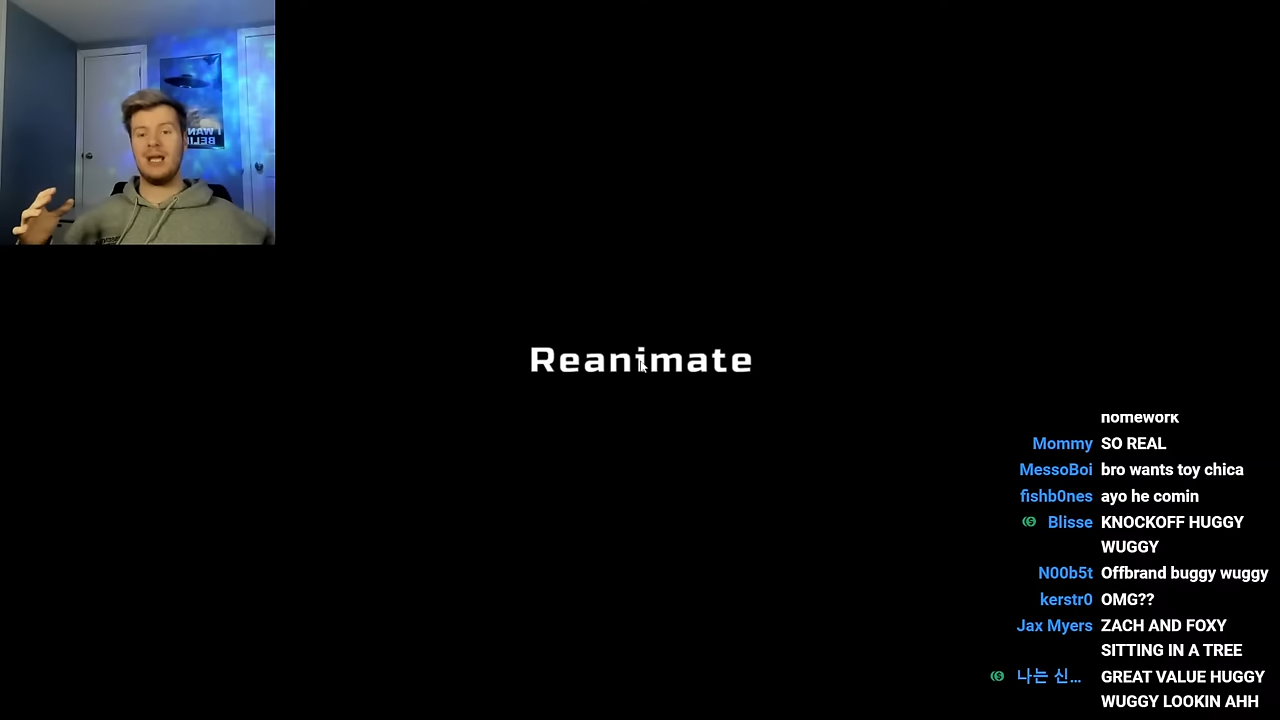 Reanimate
homework
Mommy SO REAL
MessoBoi bro wants toy chica
fishb0nes ayo he comin
Blisse KNOCKOFF HUGGY
WUGGY
N00b5t Offbrand buggy wuggy
kerstr0 OMG??
Jax Myers ZACH AND FOXY
SITTING IN A TREE
나는 신... GREAT VALUE HUGGY
WUGGY LOOKIN AHH